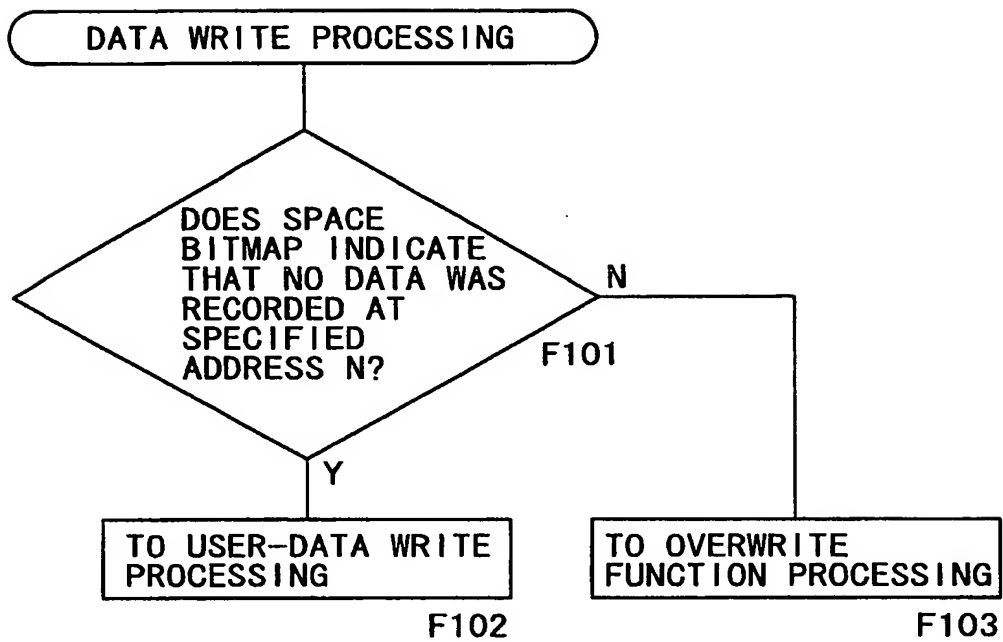 DATA WRITE PROCESSING
DOES SPACE
BITMAP INDICATE
THAT NO DATA WAS
RECORDED AT
SPECIFIED
ADDRESS N?
N
F101
Y
TO USER-DATA WRITE
PROCESSING
F102
TO OVERWRITE
FUNCTION PROCESSING
F103